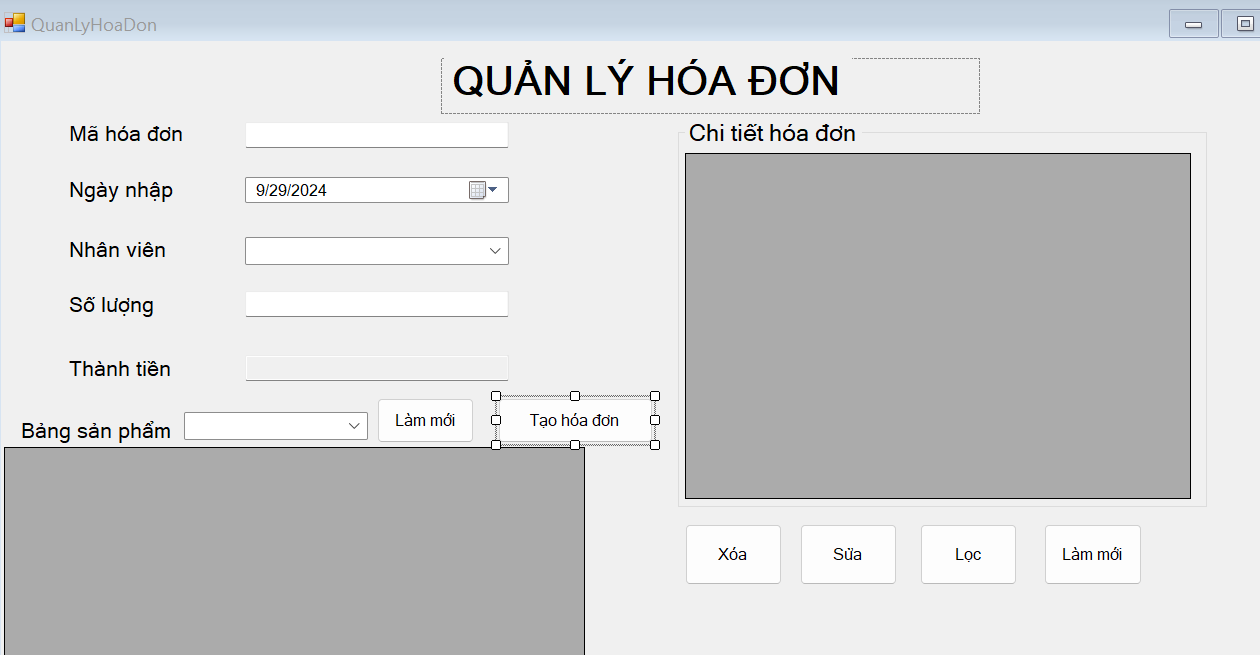 QuanLyHoaDon
QUẢN LÝ HÓA ĐƠN
Mã hóa đơn
Ngày nhập
9/29/2024
Nhân viên
Số lượng
Thành tiền
Bảng sản phẩm
Làm mới
Tạo hóa đơn
Chi tiết hóa đơn
Xóa
Sửa
Lọc
Làm mới